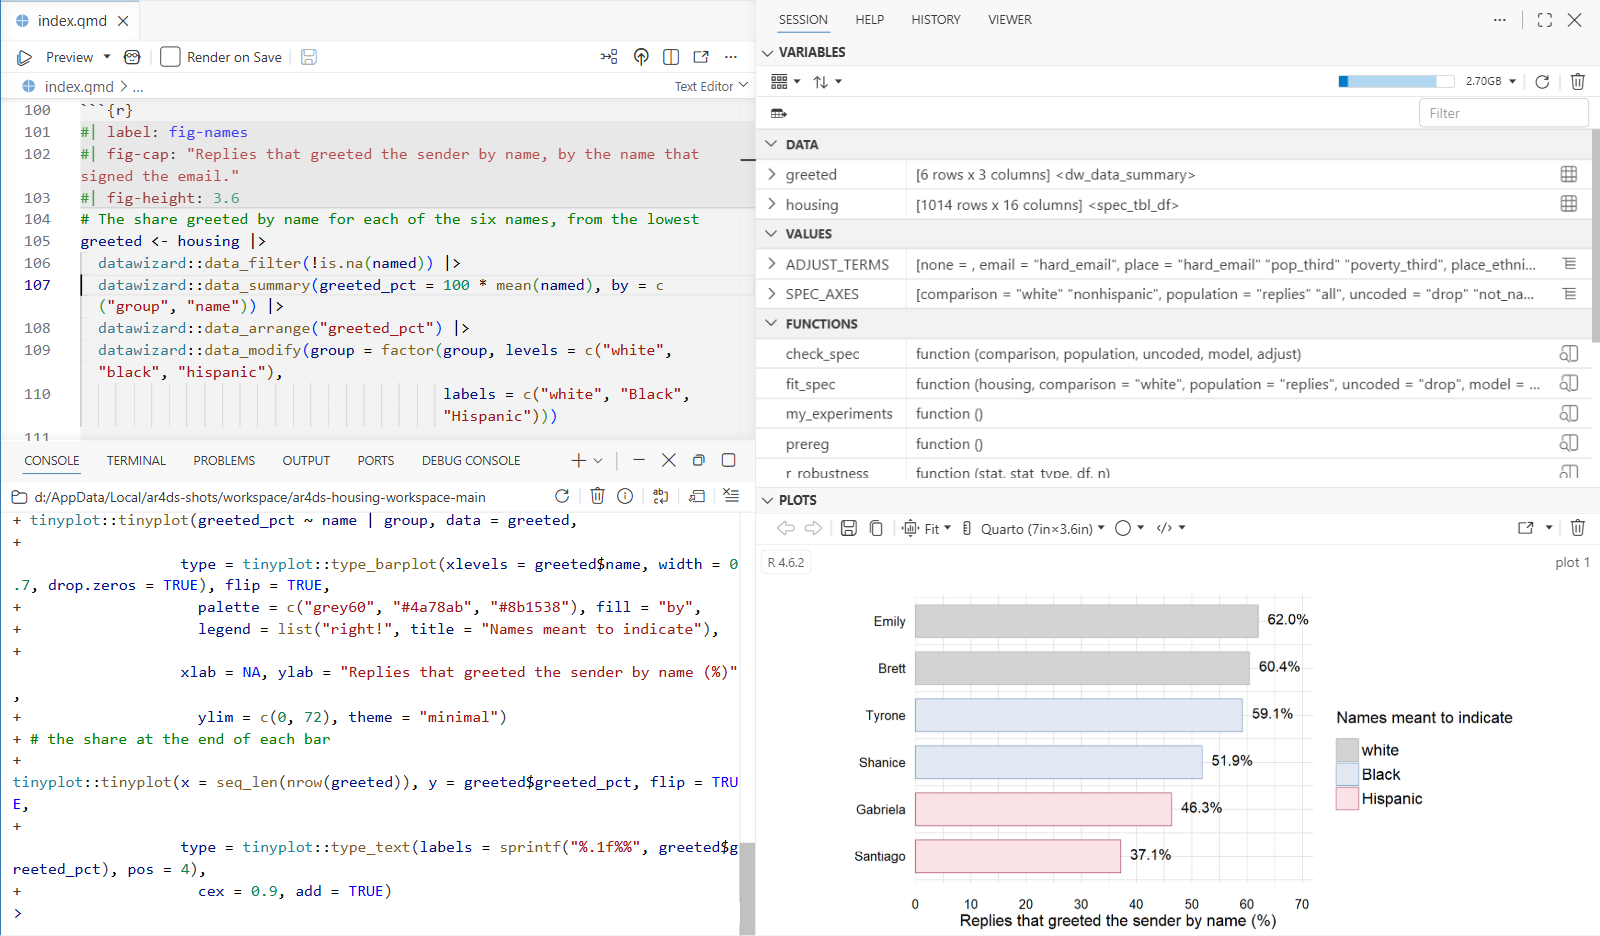 index.qmd
Preview
Render on Save
index.qmd > ...
Text Editor
100 ```{r}
101 #| label: fig-names
102 #| fig-cap: "Replies that greeted the sender by name, by the name that
signed the email."
103 #| fig-height: 3.6
104 # The share greeted by name for each of the six names, from the lowest
105 greeted <- housing |>
106 datawizard::data_filter(!is.na(named)) |>
107 datawizard::data_summary(greeted_pct = 100 * mean(named), by = c
("group", "name")) |>
108 datawizard::data_arrange("greeted_pct") |>
109 datawizard::data_modify(group = factor(group, levels = c("white",
"black", "hispanic"),
110 labels = c("white", "Black",
"Hispanic")))
111
CONSOLE TERMINAL PROBLEMS OUTPUT PORTS DEBUG CONSOLE
d:/AppData/Local/ar4ds-shots/workspace/ar4ds-housing-workspace-main
+ tinyplot::tinyplot(greeted_pct ~ name | group, data = greeted,
+
type = tinyplot::type_barplot(xlevels = greeted$name, width = 0
.7, drop.zeros = TRUE), flip = TRUE,
+ palette = c("grey60", "#4a78ab", "#8b1538"), fill = "by",
+ legend = list("right!", title = "Names meant to indicate"),
+
xlab = NA, ylab = "Replies that greeted the sender by name (%)"
,
+ ylim = c(0, 72), theme = "minimal")
+ # the share at the end of each bar
+
tinyplot::tinyplot(x = seq_len(nrow(greeted)), y = greeted$greeted_pct, flip = TRU
E,
+
type = tinyplot::type_text(labels = sprintf("%.1f%%", greeted$g
reeted_pct), pos = 4),
+ cex = 0.9, add = TRUE)
>
SESSION HELP HISTORY VIEWER
VARIABLES
2.70GB
Filter
DATA
greeted [6 rows x 3 columns] <dw_data_summary>
housing [1014 rows x 16 columns] <spec_tbl_df>
VALUES
ADJUST_TERMS [none = , email = "hard_email", place = "hard_email" "pop_third" "poverty_third", place_ethni...
SPEC_AXES [comparison = "white" "nonhispanic", population = "replies" "all", uncoded = "drop" "not_na...
FUNCTIONS
check_spec function (comparison, population, uncoded, model, adjust)
fit_spec function (housing, comparison = "white", population = "replies", uncoded = "drop", model = ...
my_experiments function ()
prereg function ()
r_robustness function (stat, stat_type, df, n)
PLOTS
Fit Quarto (7in×3.6in)
R 4.6.2
plot 1
Emily 62.0%
Brett 60.4%
Tyrone 59.1%
Shanice 51.9%
Gabriela 46.3%
Santiago 37.1%
0 10 20 30 40 50 60 70
Replies that greeted the sender by name (%)
Names meant to indicate
white
Black
Hispanic